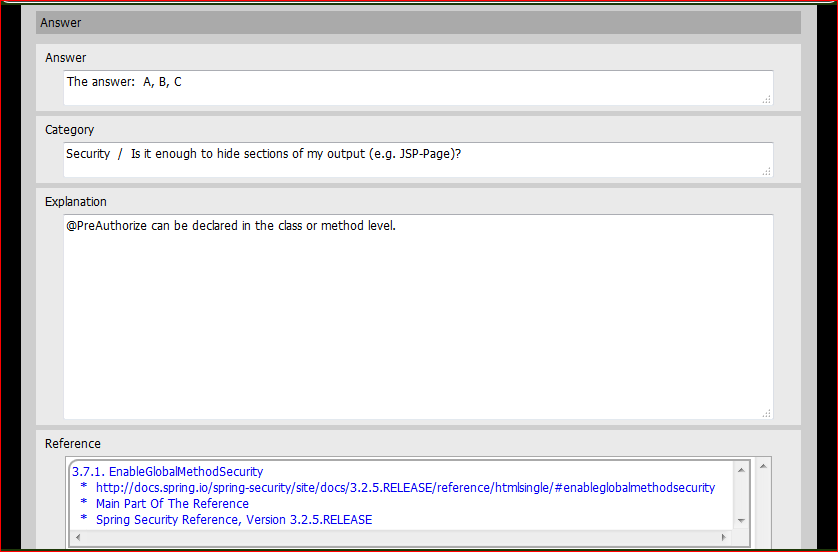 Answer
Answer
The answer:  A, B, C
Category
Security  /  Is it enough to hide sections of my output (e.g. JSP-Page)?
Explanation
@PreAuthorize can be declared in the class or method level.
Reference
3.7.1. EnableGlobalMethodSecurity
* http://docs.spring.io/spring-security/site/docs/3.2.5.RELEASE/reference/htmlsingle/#enableglobalmethodsecurity
* Main Part Of The Reference
* Spring Security Reference, Version 3.2.5.RELEASE